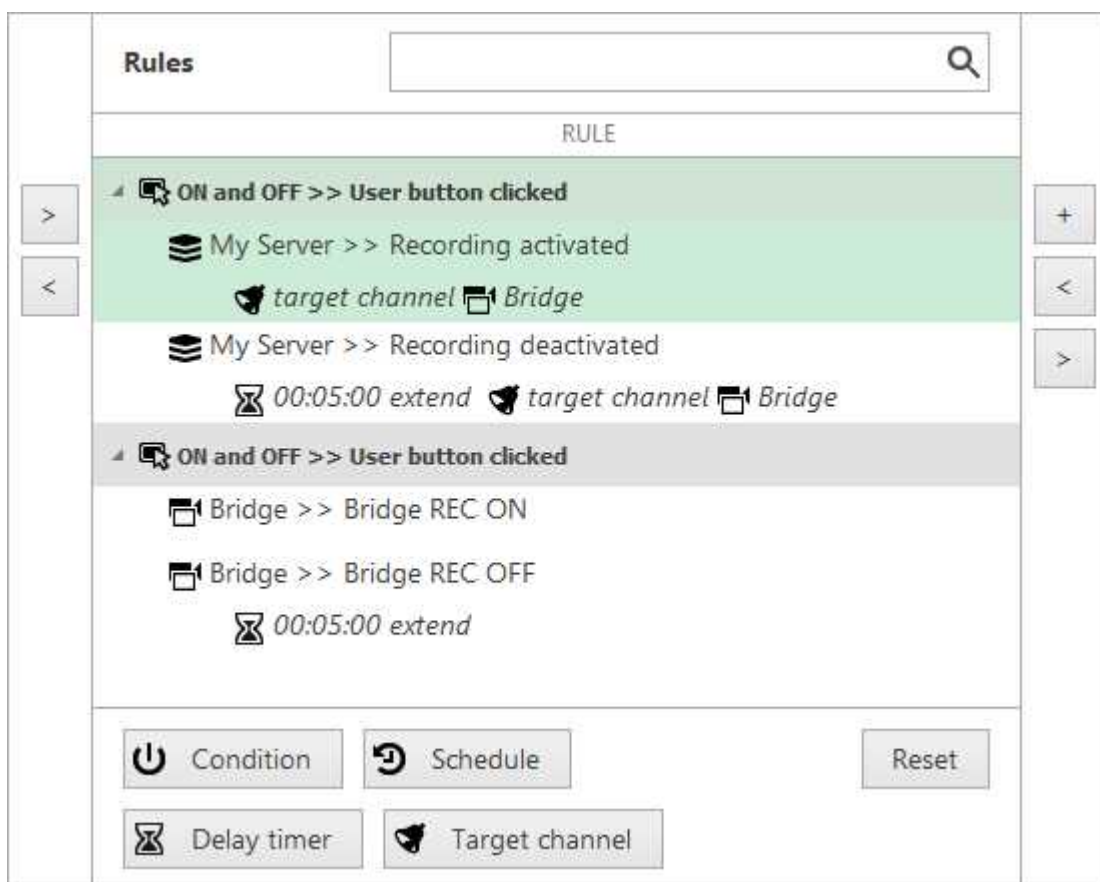 Rules
RULE
ON and OFF >> User button clicked
> My Server >> Recording activated +
< target channel Bridge <
My Server >> Recording deactivated >
00:05:00 extend target channel Bridge
ON and OFF >> User button clicked
Bridge >> Bridge REC ON
Bridge >> Bridge REC OFF
00:05:00 extend
Condition Schedule Reset
Delay timer Target channel